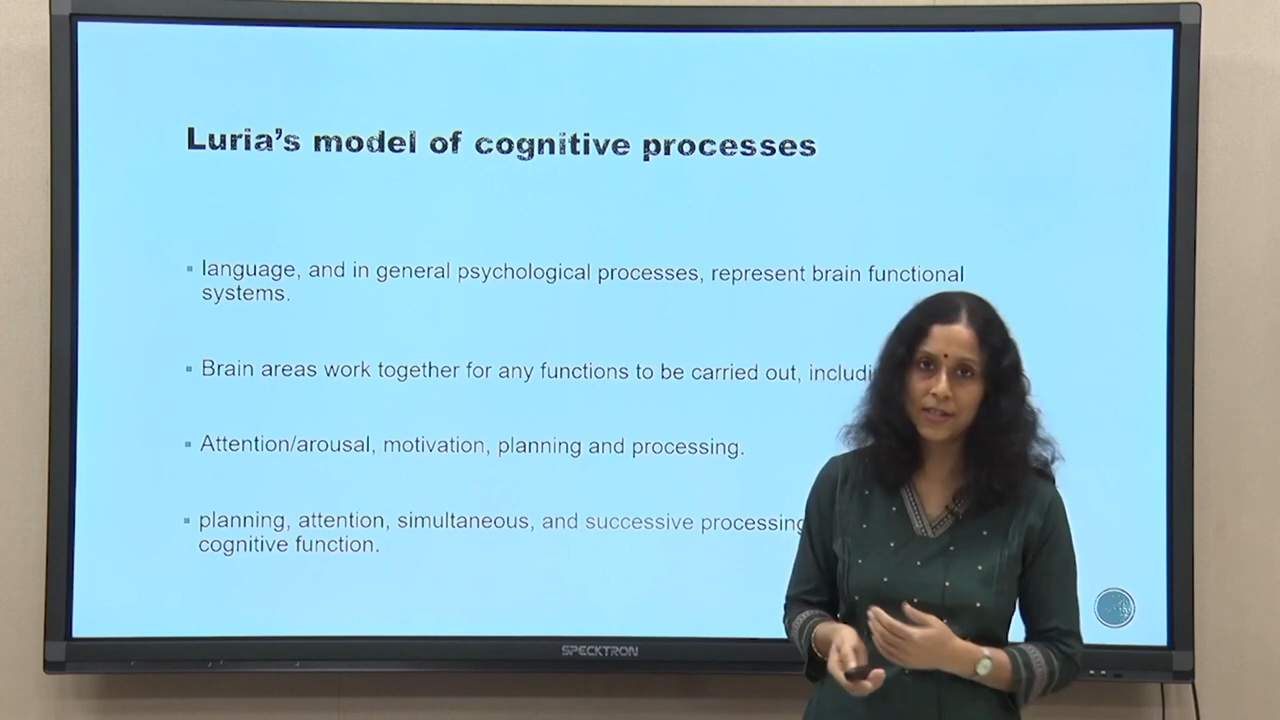 Luria's model of cognitive processes
language, and in general psychological processes, represent brain functional
systems.
Brain areas work together for any functions to be carried out,
Attention/arousal, motivation, planning and processing.
planning, attention, simultaneous, and successive processing
cognitive function.
SPECKTRON